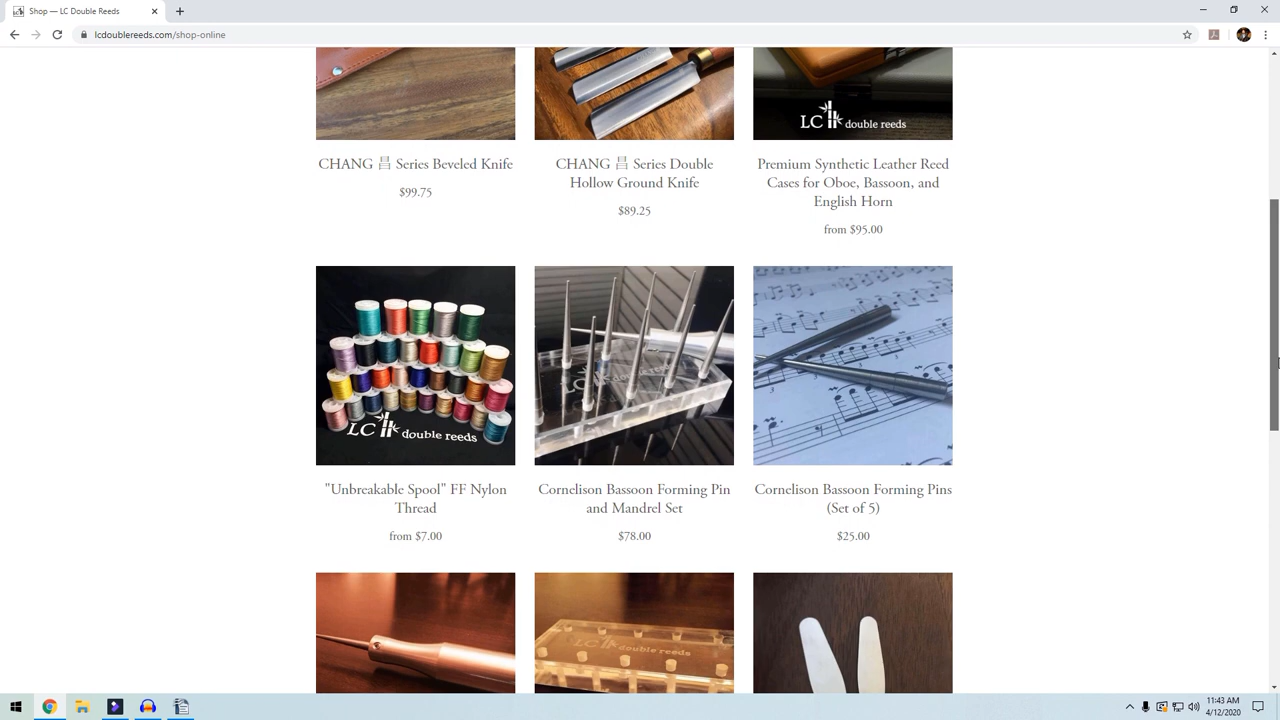 Shop — LC Double Reeds
lcdoublereeds.com/shop-online
LC double reeds
CHANG 昌 Series Beveled Knife
$99.75
CHANG 昌 Series Double
Hollow Ground Knife
$89.25
Premium Synthetic Leather Reed
Cases for Oboe, Bassoon, and
English Horn
from $95.00
LC double reeds
"Unbreakable Spool" FF Nylon
Thread
from $7.00
Cornelison Bassoon Forming Pin
and Mandrel Set
$78.00
Cornelison Bassoon Forming Pins
(Set of 5)
$25.00
LC double reeds
11:43 AM
4/12/2020